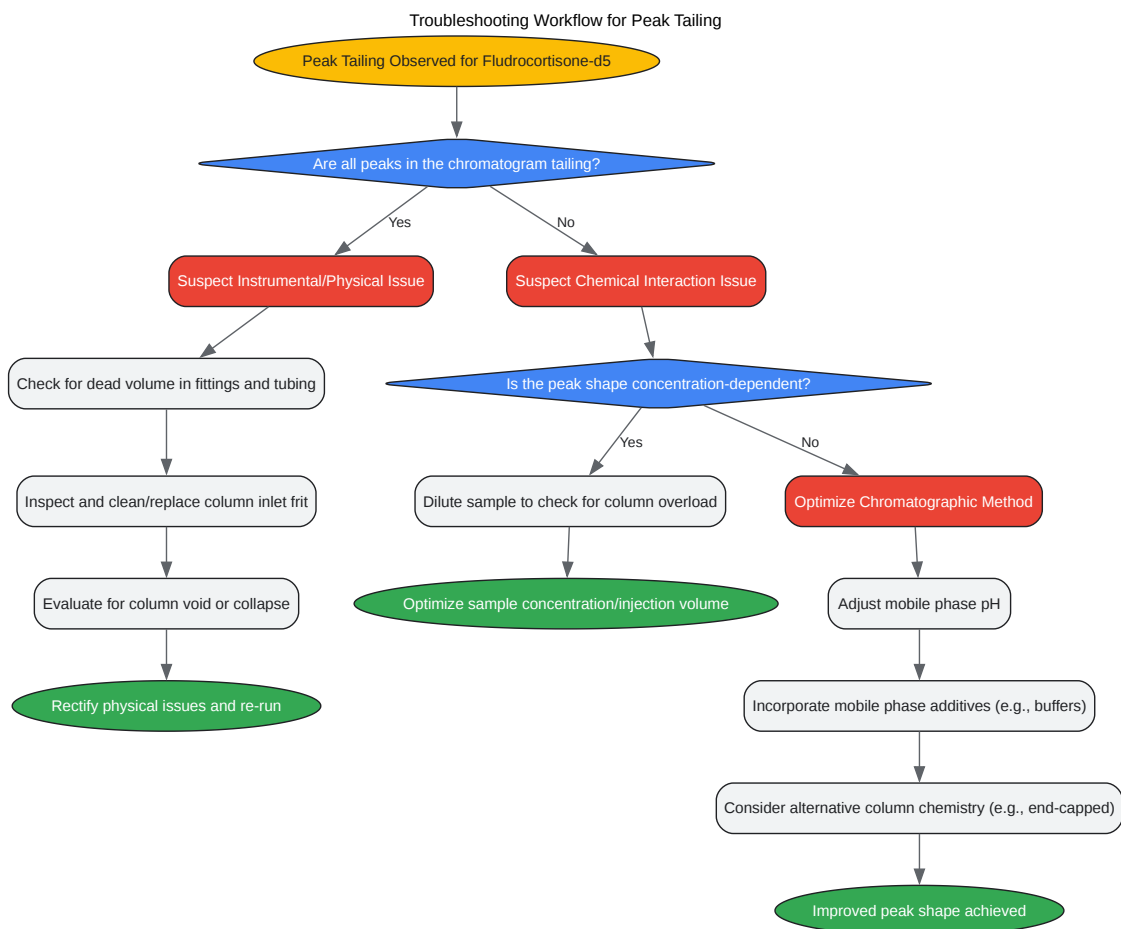 Troubleshooting Workflow for Peak Tailing
Peak Tailing Observed for Fludrocortisone-d5
Are all peaks in the chromatogram tailing?
Yes
No
Suspect Instrumental/Physical Issue
Suspect Chemical Interaction Issue
Check for dead volume in fittings and tubing
Is the peak shape concentration-dependent?
Yes
No
Inspect and clean/replace column inlet frit
Dilute sample to check for column overload
Optimize Chromatographic Method
Evaluate for column void or collapse
Optimize sample concentration/injection volume
Adjust mobile phase pH
Rectify physical issues and re-run
Incorporate mobile phase additives (e.g., buffers)
Consider alternative column chemistry (e.g., end-capped)
Improved peak shape achieved